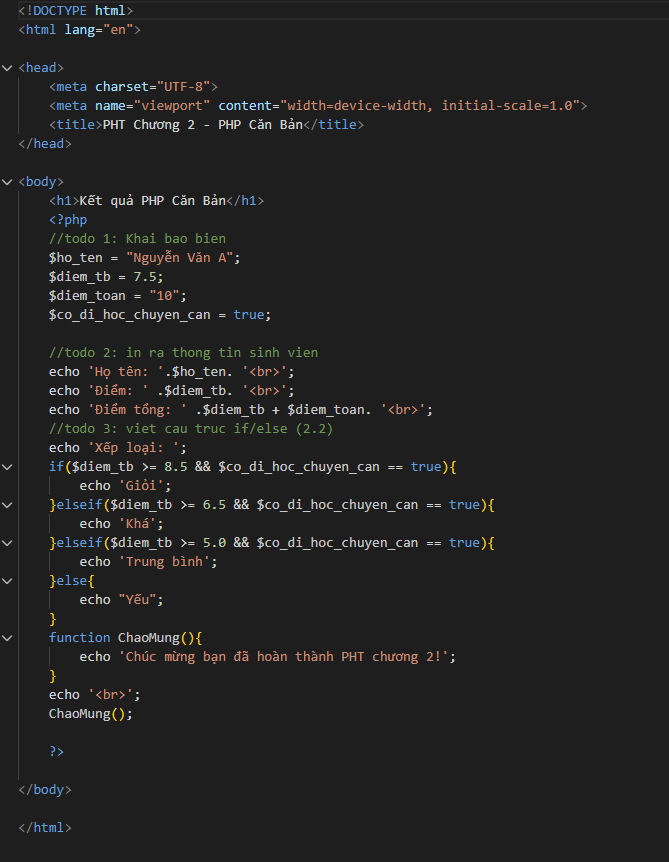 <!DOCTYPE html>
<html lang="en">
<head>
<meta charset="UTF-8">
<meta name="viewport" content="width=device-width, initial-scale=1.0">
<title>PHT Chương 2 - PHP Căn Bản</title>
</head>
<body>
<h1>Kết quả PHP Căn Bản</h1>
<?php
//todo 1: Khai bao bien
$ho_ten = "Nguyễn Văn A";
$diem_tb = 7.5;
$diem_toan = "10";
$co_di_hoc_chuyen_can = true;
//todo 2: in ra thong tin sinh vien
echo 'Họ tên: '.$ho_ten. '<br>';
echo 'Điểm: ' .$diem_tb. '<br>';
echo 'Điểm tổng: ' .$diem_tb + $diem_toan. '<br>';
//todo 3: viet cau truc if/else (2.2)
echo 'Xếp loại: ';
if($diem_tb >= 8.5 && $co_di_hoc_chuyen_can == true){
echo 'Giỏi';
}elseif($diem_tb >= 6.5 && $co_di_hoc_chuyen_can == true){
echo 'Khá';
}elseif($diem_tb >= 5.0 && $co_di_hoc_chuyen_can == true){
echo 'Trung bình';
}else{
echo "Yếu";
}
function ChaoMung(){
echo 'Chúc mừng bạn đã hoàn thành PHT chương 2!';
}
echo '<br>';
ChaoMung();
?>
</body>
</html>